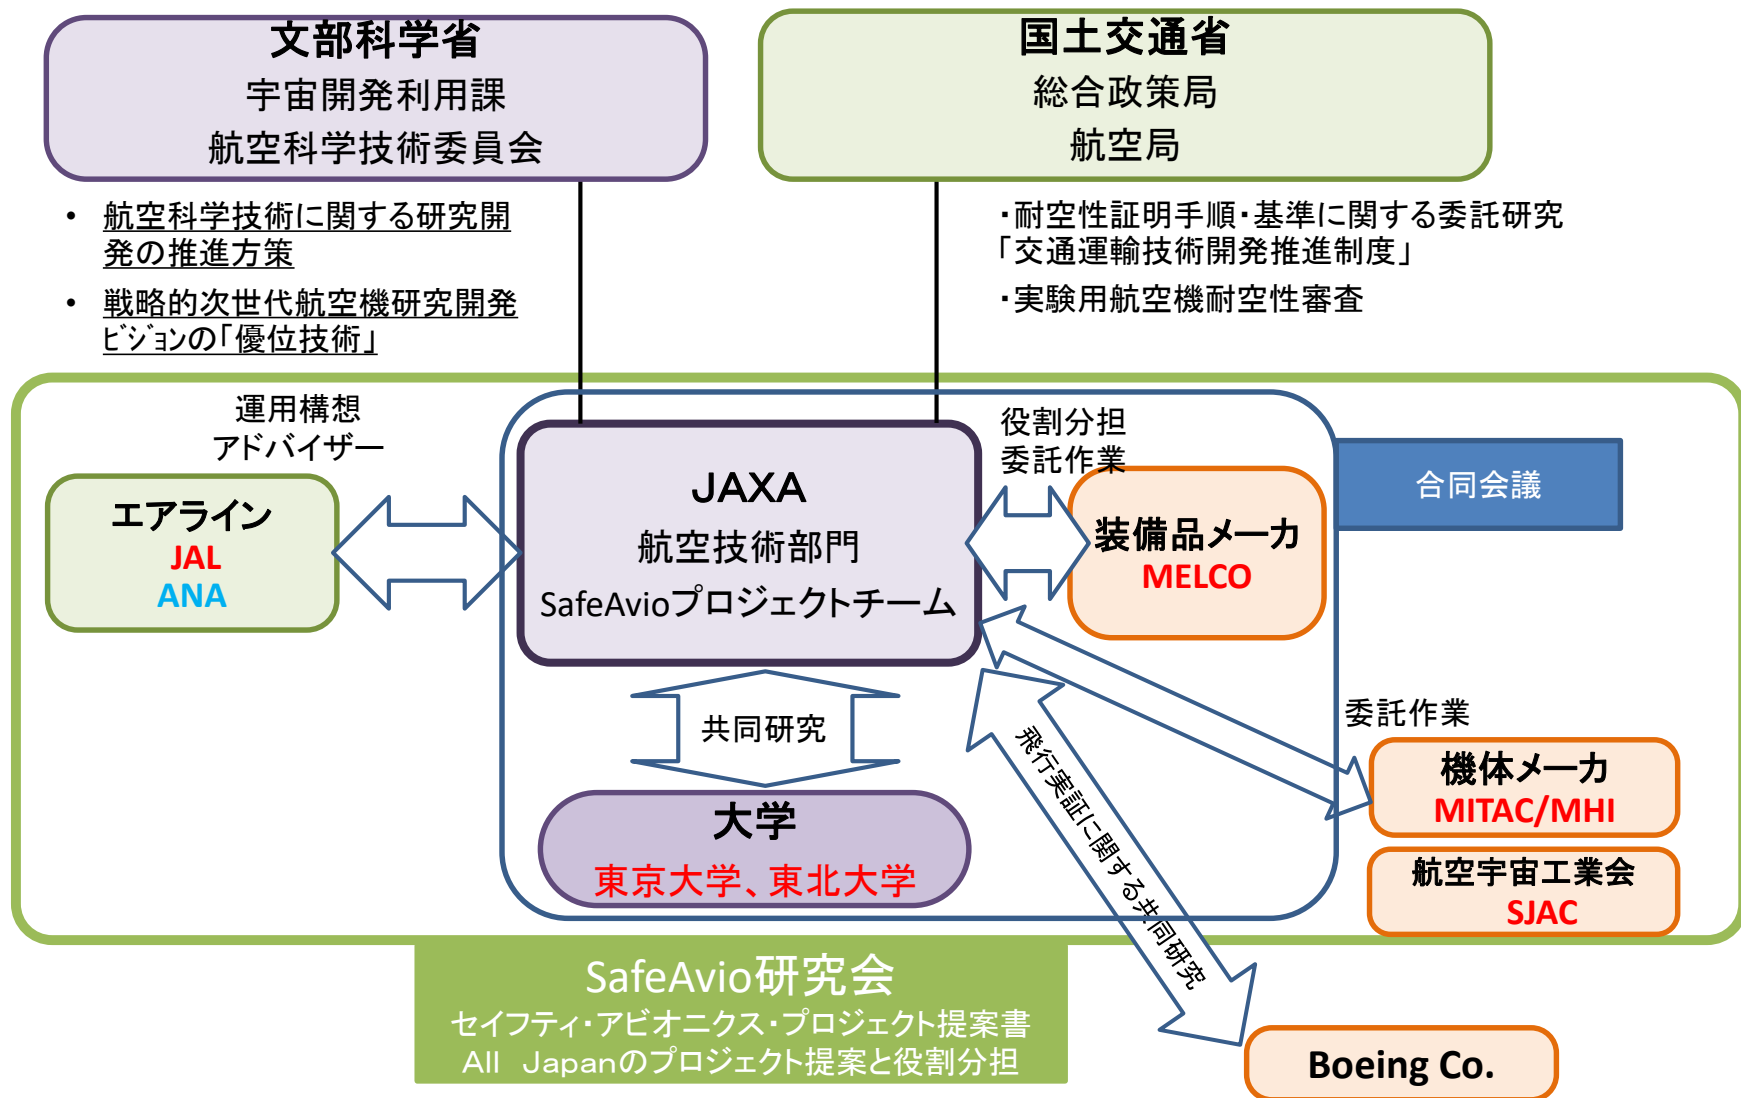 文部科学省
宇宙開発利用課
航空科学技術委員会
国土交通省
総合政策局
航空局
• 航空科学技術に関する研究開
発の推進方策
• 戦略的次世代航空機研究開発
ﾋﾞｼﾞｮﾝの「優位技術」
・耐空性証明手順・基準に関する委託研究
「交通運輸技術開発推進制度」
・実験用航空機耐空性審査
運用構想
アドバイザー
エアライン
JAL
ANA
JAXA
航空技術部門
SafeAvioプロジェクトチーム
役割分担
委託作業
装備品メーカ
MELCO
合同会議
共同研究
大学
東京大学、東北大学
飛行実証に関する共同研究
委託作業
機体メーカ
MITAC/MHI
航空宇宙工業会
SJAC
SafeAvio研究会
セイフティ・アビオニクス・プロジェクト提案書
All Japanのプロジェクト提案と役割分担
Boeing Co.